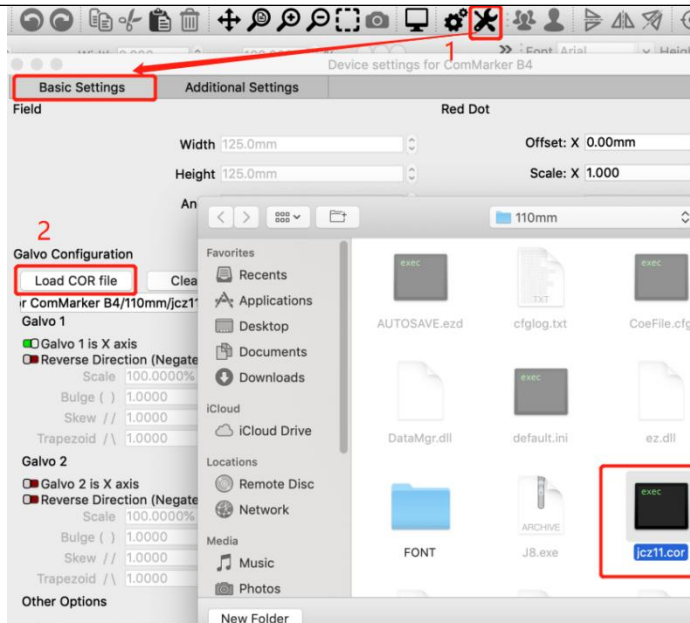 1
Font Arial
Device settings for ComMarker B4
Basic Settings
Additional Settings
Field
Red Dot
Width 125.0mm
Offset: X 0.00mm
Height 125.0mm
Scale: X 1.000
An
110mm
2
Galvo Configuration
Load COR file
Clea
r ComMarker B4/110mm/jcz11
Galvo 1
Galvo 1 is X axis
Reverse Direction (Negate
Scale 100.0000%
Bulge ( ) 1.0000
Skew // 1.0000
Trapezoid /\ 1.0000
Galvo 2
Galvo 2 is X axis
Reverse Direction (Negate
Scale 100.0000%
Bulge ( ) 1.0000
Skew // 1.0000
Trapezoid /\ 1.0000
Other Options
Favorites
Recents
Applications
Desktop
Documents
Downloads
iCloud
iCloud Drive
Locations
Remote Disc
Network
Media
Music
Photos
New Folder
exec
AUTOSAVE.ezd
TXT
cfglog.txt
exec
CoeFile.cfg
DataMgr.dll
exec
default.ini
ez.dll
FONT
ARCHIVE
J8.exe
exec
jcz11.cor